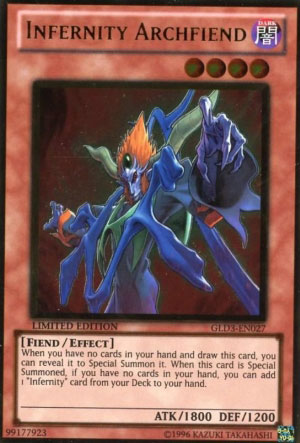 INFERNITY ARCHFIEND
DARK
闇
LIMITED EDITION GLD3-EN027
[FIEND / EFFECT]
When you have no cards in your hand and draw this card, you
can reveal it to Special Summon it. When this card is Special
Summoned, if you have no cards in your hand, you can add
1 "Infernity" card from your Deck to your hand.
ATK/1800 DEF/1200
99177923 ©1996 KAZUKI TAKAHASHI